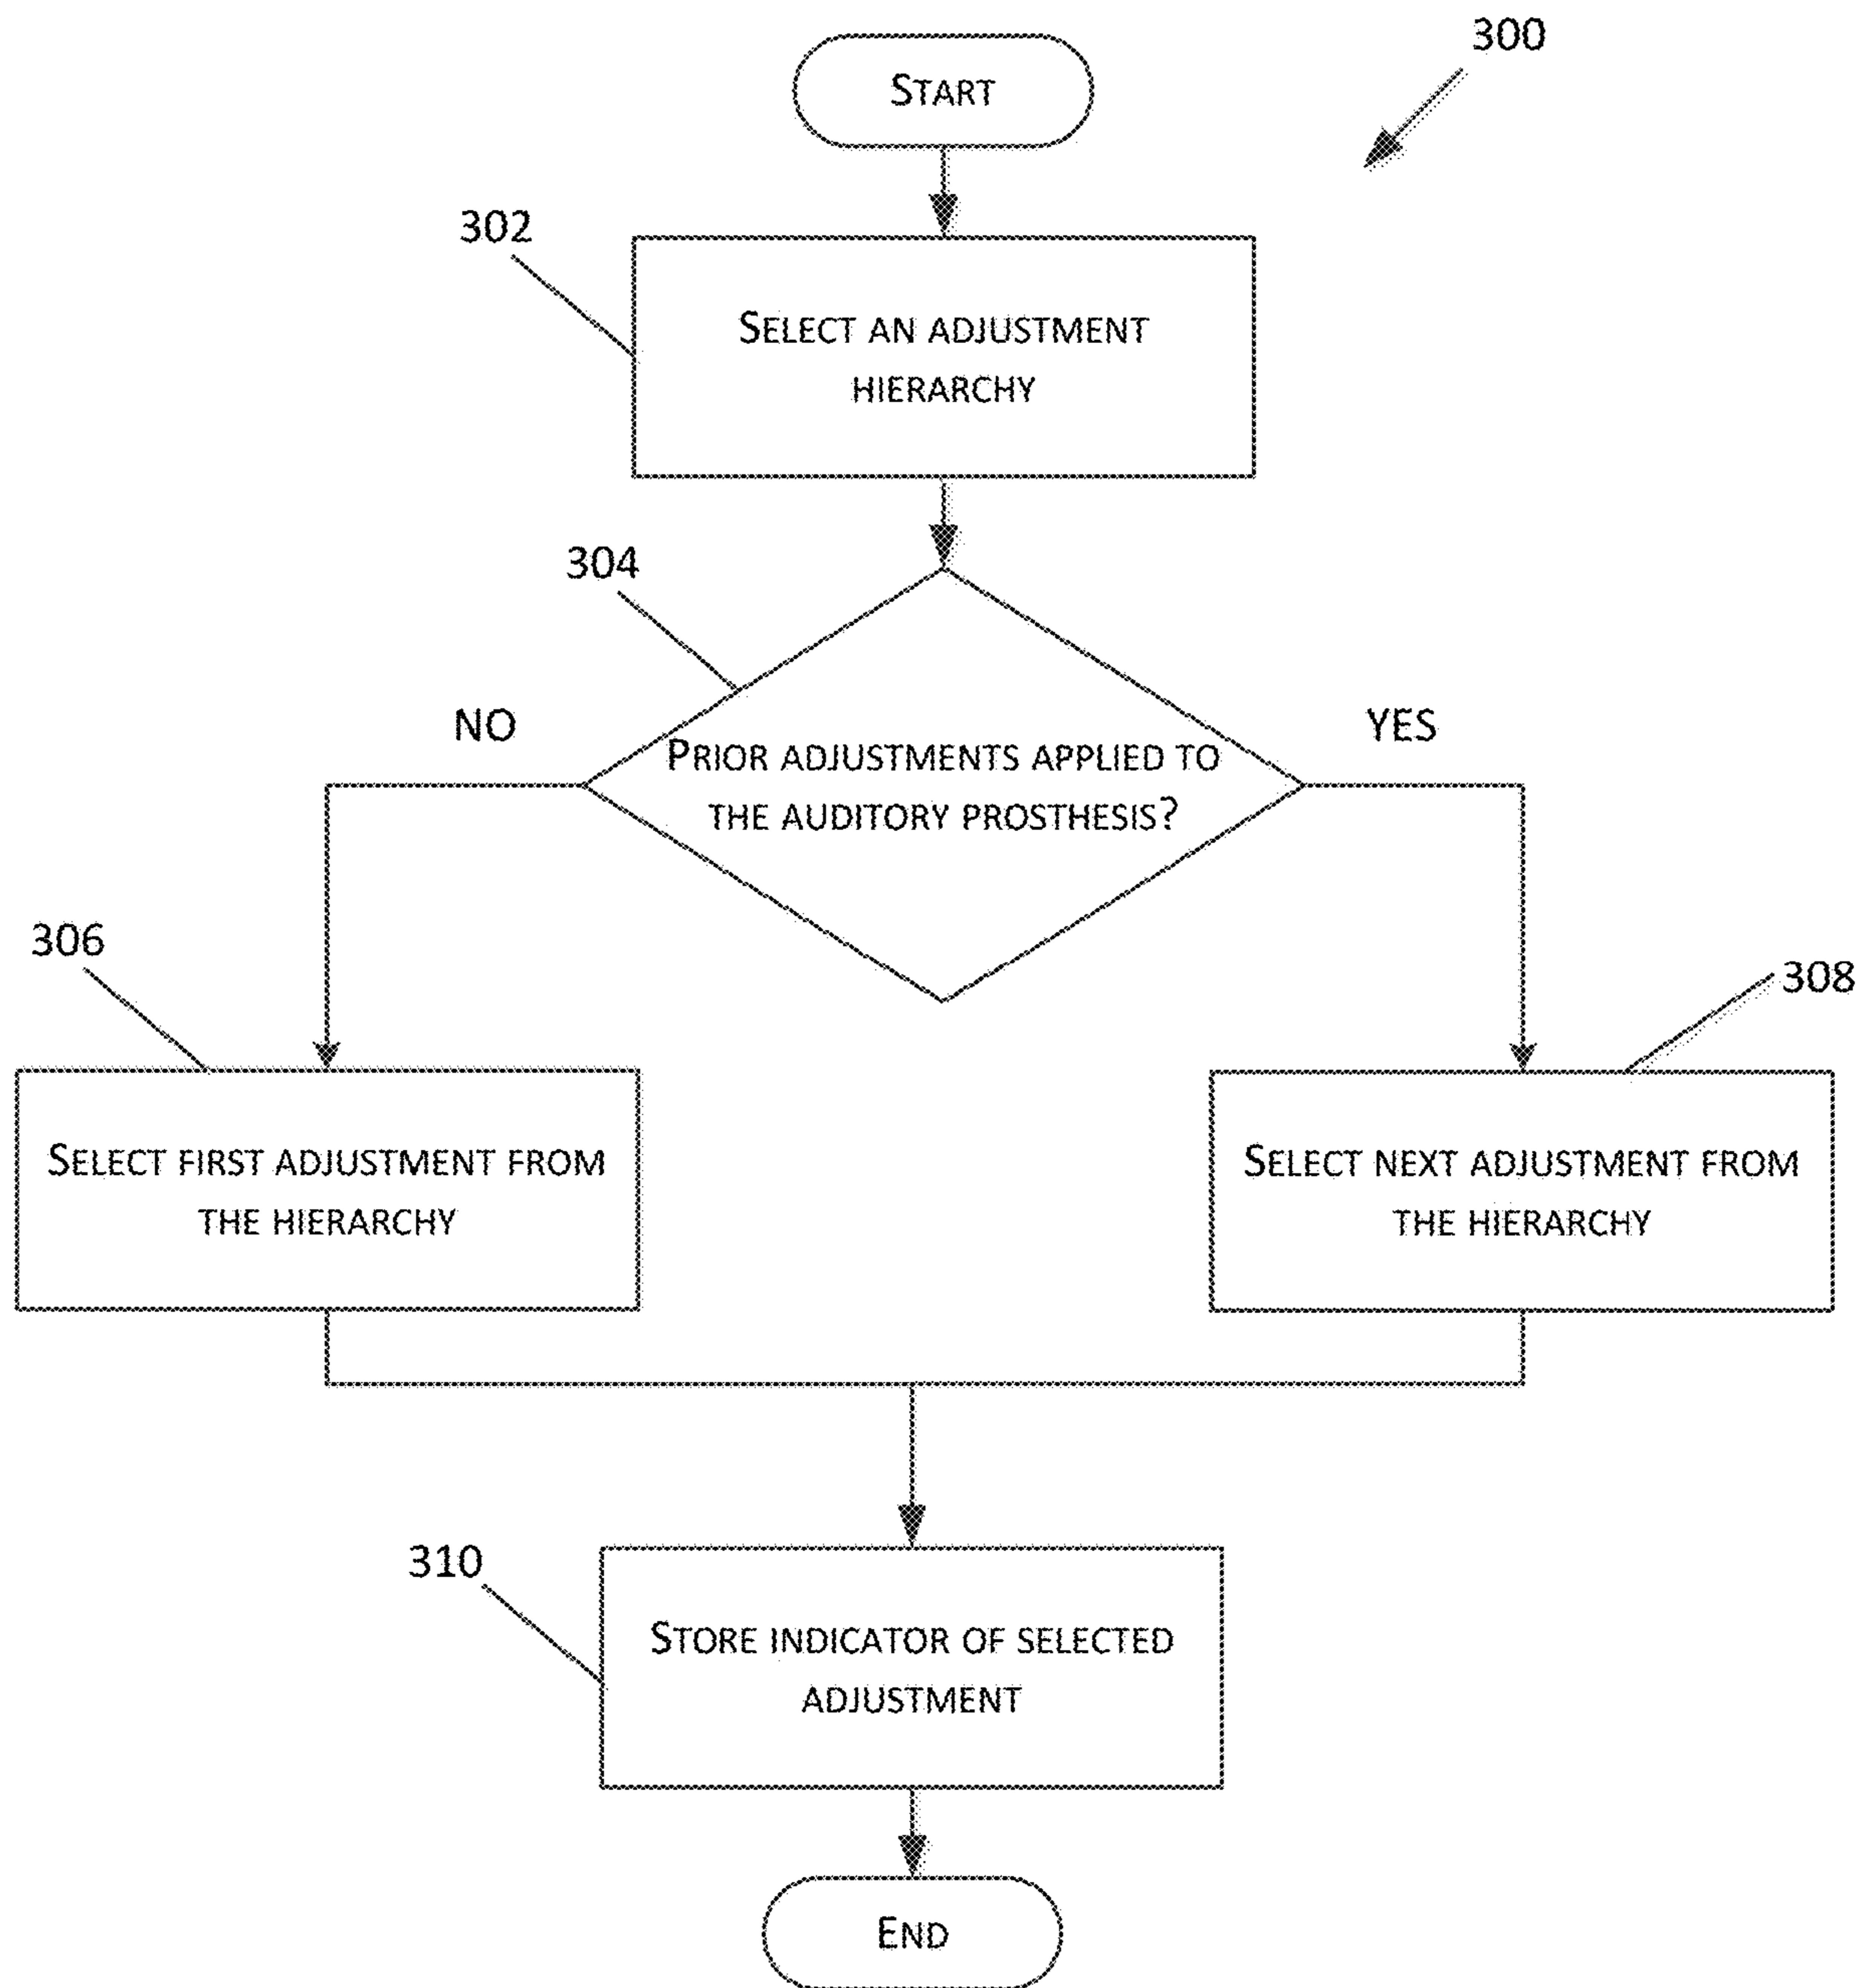 300
START
302
SELECT AN ADJUSTMENT
HIERARCHY
304
NO
YES
PRIOR ADJUSTMENTS APPLIED TO
THE AUDITORY PROSTHESIS?
306
308
SELECT FIRST ADJUSTMENT FROM
THE HIERARCHY
SELECT NEXT ADJUSTMENT FROM
THE HIERARCHY
310
STORE INDICATOR OF SELECTED
ADJUSTMENT
END